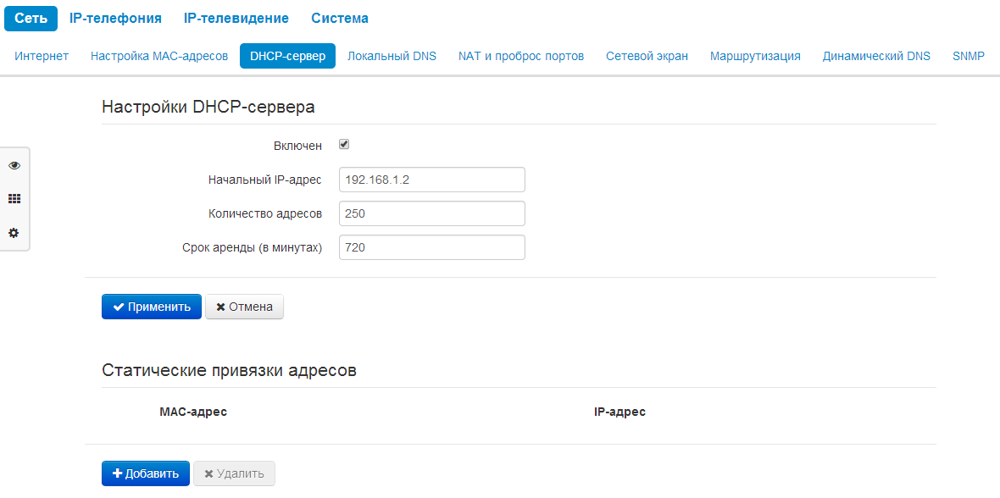 Сеть IP-телефония IP-телевидение Система
Интернет Настройка MAC-адресов DHCP-сервер Локальный DNS NAT и проброс портов Сетевой экран Маршрутизация Динамический DNS SNMP
Настройки DHCP-сервера
Включен
Начальный IP-адрес 192.168.1.2
Количество адресов 250
Срок аренды (в минутах) 720
Применить Отмена
Статические привязки адресов
MAC-адрес IP-адрес
Добавить Удалить